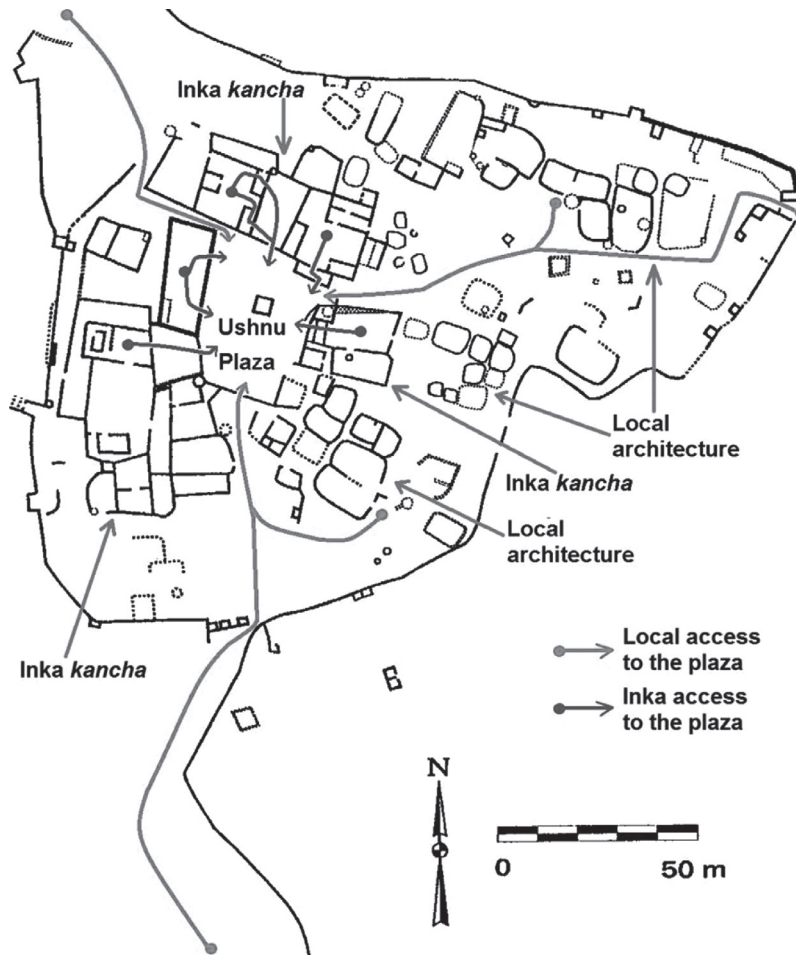 Inka kancha
Ushnu
Plaza
Local
architecture
Inka kancha
Local
architecture
Inka kancha
Local access
to the plaza
Inka access
to the plaza
N
0 50 m